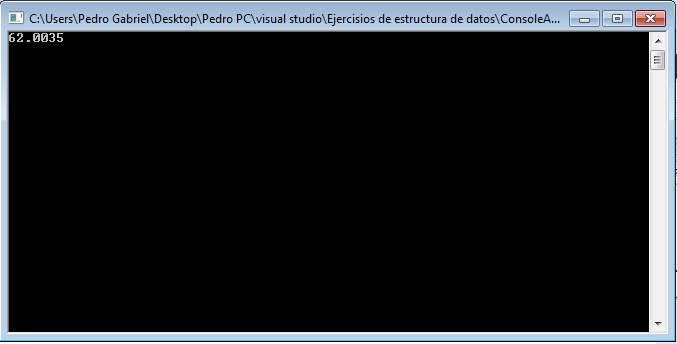 C:\Users\Pedro Gabriel\Desktop\Pedro PC\visual studio\Ejercisios de estructura de datos\ConsoleA...
62.0035